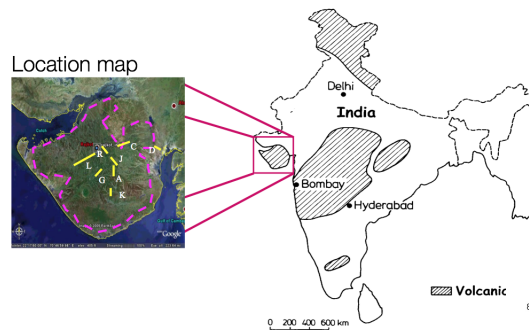 Location map
Delhi
India
C
D
R
J
L
G
A
K
Google
Bombay
Hyderabad
Volcanic
0 200 400 600 km